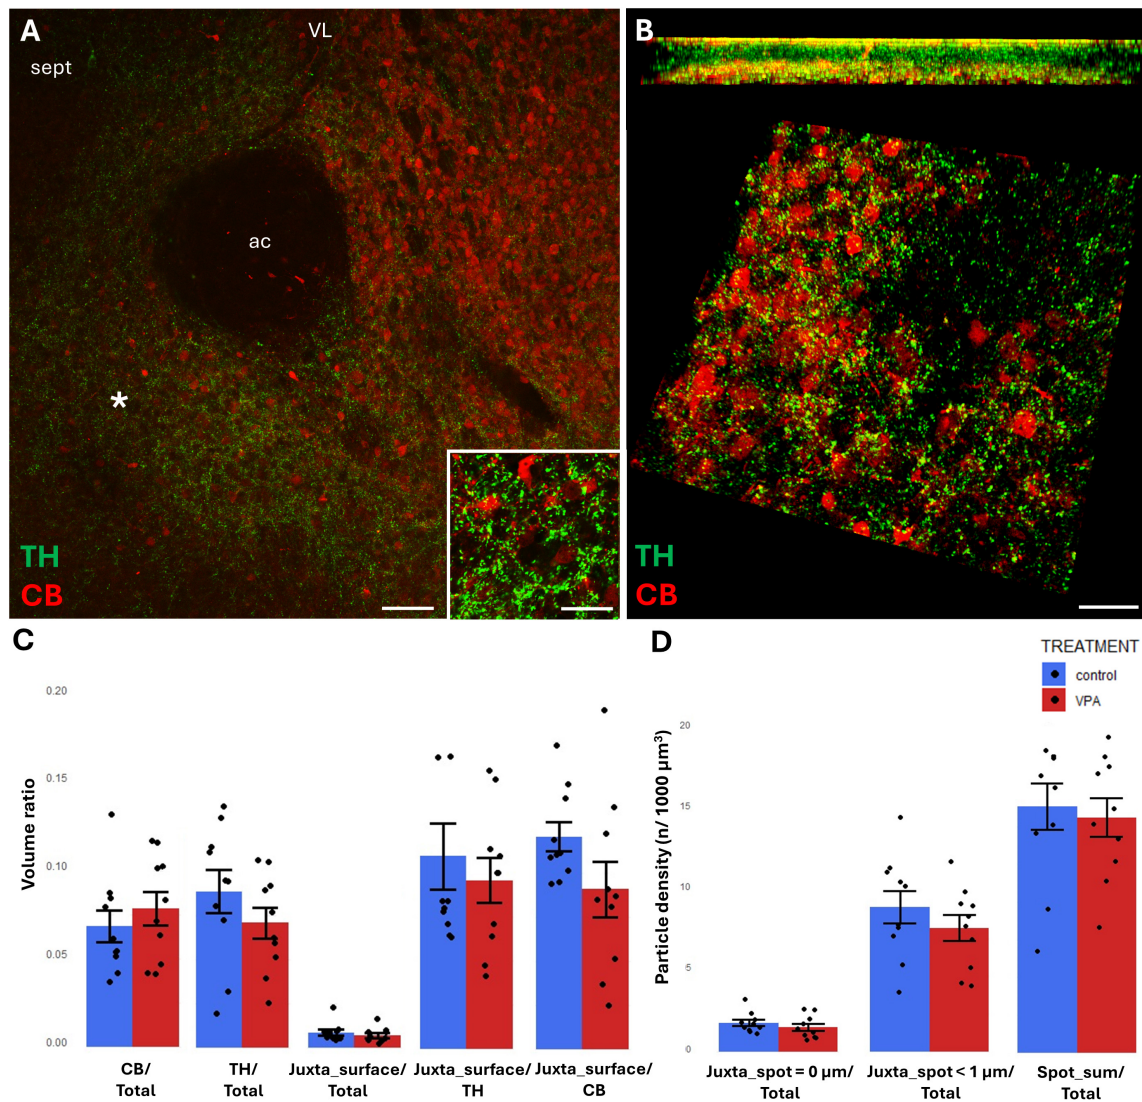 A
VL
sept
ac
*
TH
CB
B
TH
CB
C
Volume ratio
0.20
0.15
0.10
0.05
0.00
CB/
Total
TH/
Total
Juxta_surface/
Total
Juxta_surface/
TH
Juxta_surface/
CB
D
TREATMENT
control
VPA
Particle density (n/ 1000 µm³)
20
15
10
5
0
Juxta_spot = 0 µm/
Total
Juxta_spot < 1 µm/
Total
Spot_sum/
Total